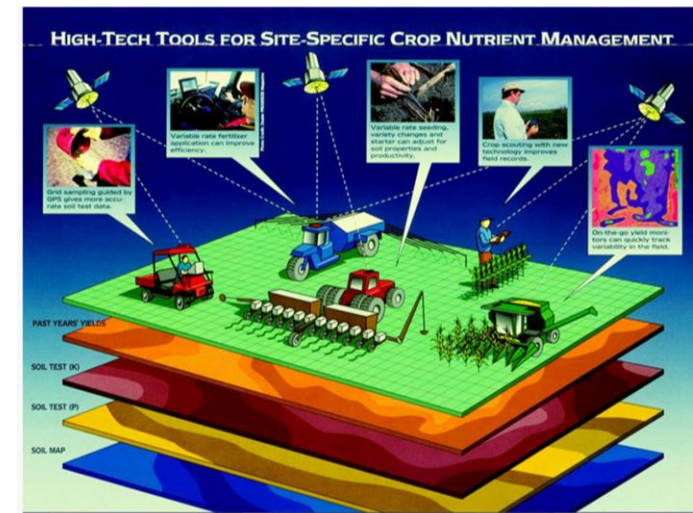 HIGH-TECH TOOLS FOR SITE-SPECIFIC CROP NUTRIENT MANAGEMENT
Grid sampling guided by
GPS gives more accu-
rate soil test data.
Variable rate fertilizer
application can improve
efficiency.
Variable rate seeding,
variety changes and
starter can adjust for
soil properties and
productivity.
Crop scouting with new
technology improves
field records.
On-the-go yield moni-
tors can quickly track
variability in the field.
PAST YEARS' YIELDS
SOIL TEST (K)
SOIL TEST (P)
SOIL MAP